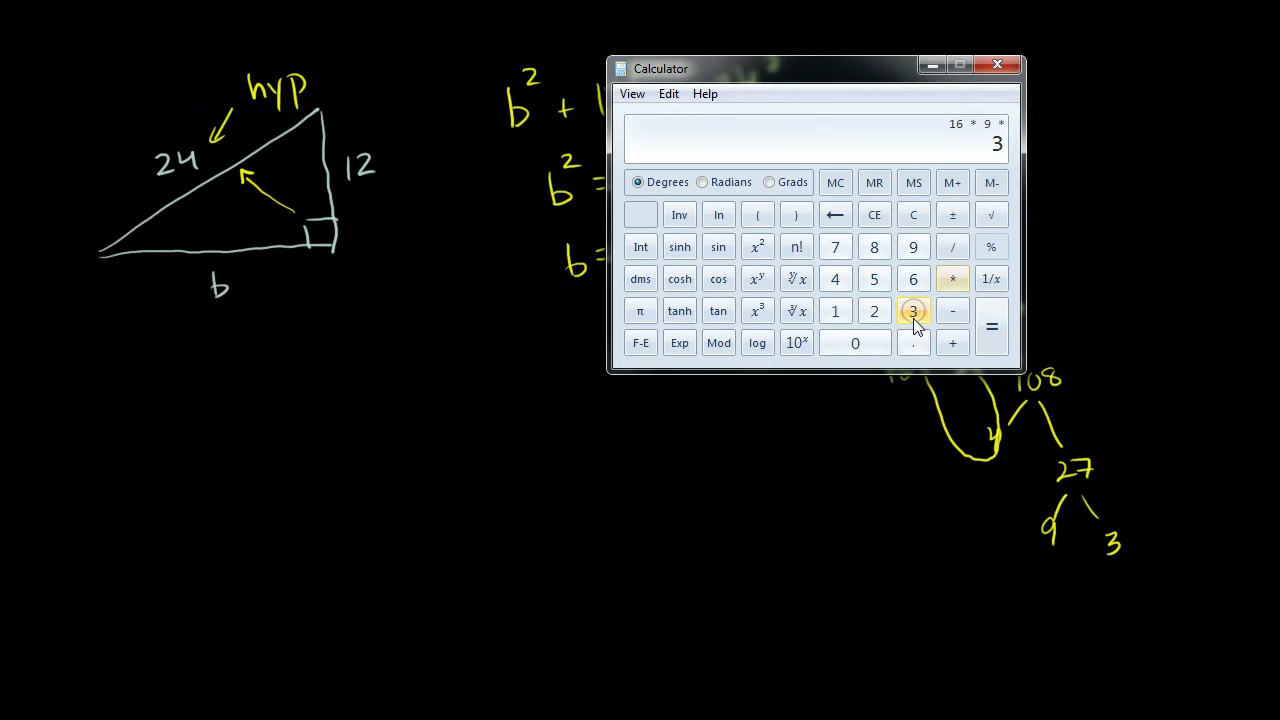 hyp
24
12
b
b² + 1
b² =
b =
108
4
27
9 3
Calculator
View Edit Help
16 * 9 *
3
Degrees Radians Grads MC MR MS M+ M-
Inv ln ( ) ← CE C ± √
Int sinh sin x² n! 7 8 9 / %
dms cosh cos xʸ ʸ√x 4 5 6 * 1/x
π tanh tan x³ ³√x 1 2 3 - =
F-E Exp Mod log 10ˣ 0 . +